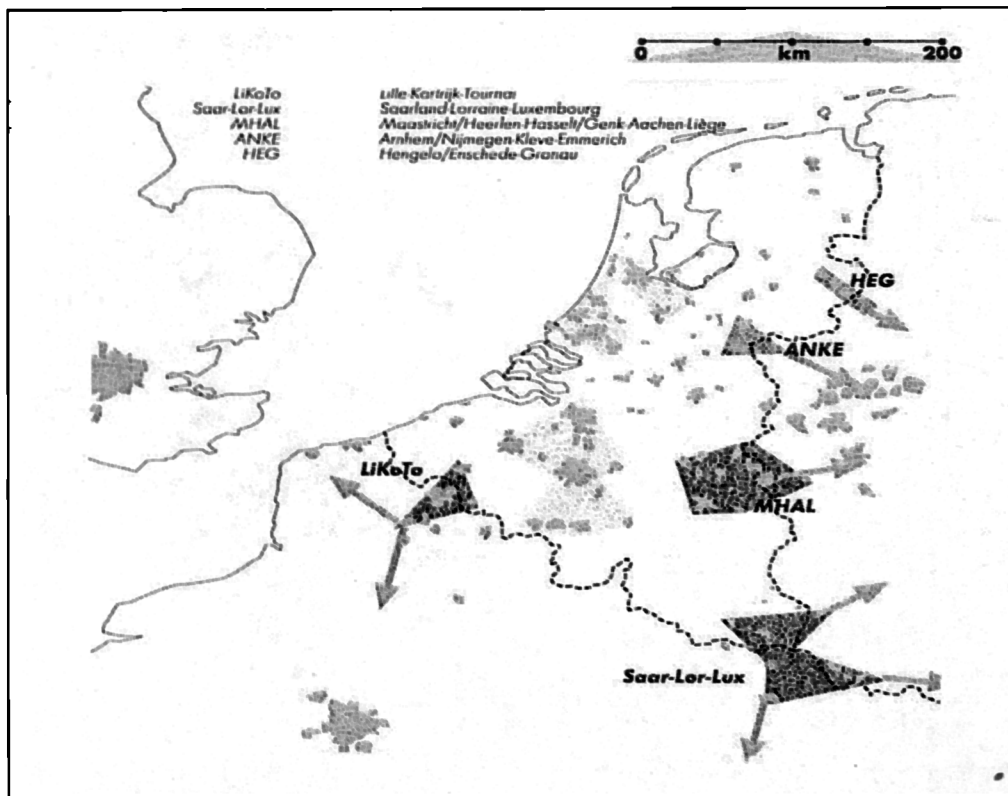 0 km 200
LiKoTo Lille-Kortrijk-Tournai
Saar-Lor-Lux Saarland-Lorraine-Luxembourg
MHAL Maastricht/Heerlen-Hasselt/Genk-Aachen-Liège
ANKE Arnhem/Nijmegen-Kleve-Emmerich
HEG Hengelo/Enschede-Gronau
HEG
ANKE
LiKoTo
MHAL
Saar-Lor-Lux